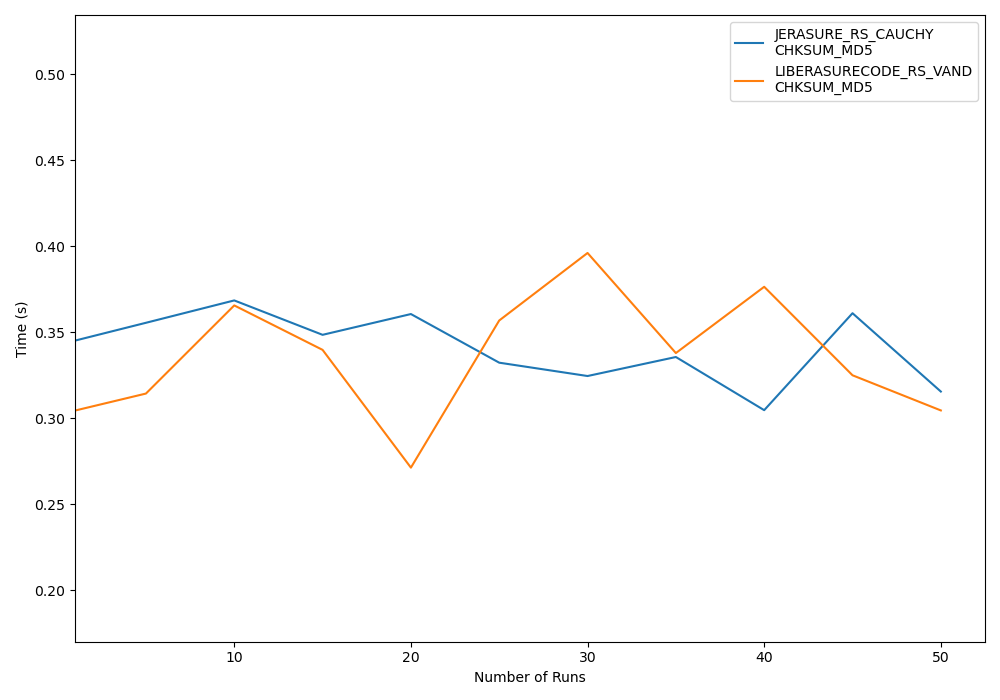 JERASURE_RS_CAUCHY
CHKSUM_MD5
LIBERASURECODE_RS_VAND
CHKSUM_MD5
0.50
0.45
0.40
0.35
0.30
0.25
0.20
Time (s)
10
20
30
40
50
Number of Runs